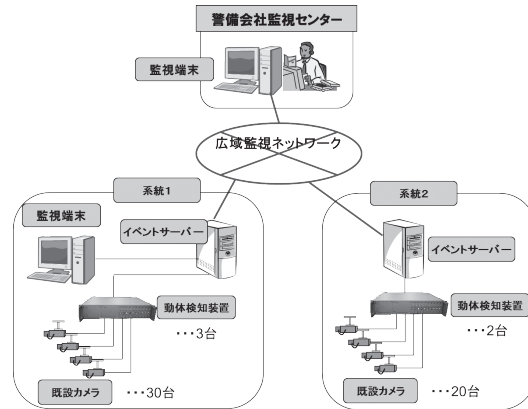 警備会社監視センター
監視端末
広域監視ネットワーク
系統1
監視端末
イベントサーバー
動体検知装置
・・・3台
既設カメラ
・・・30台
系統2
イベントサーバー
動体検知装置
・・・2台
既設カメラ
・・・20台